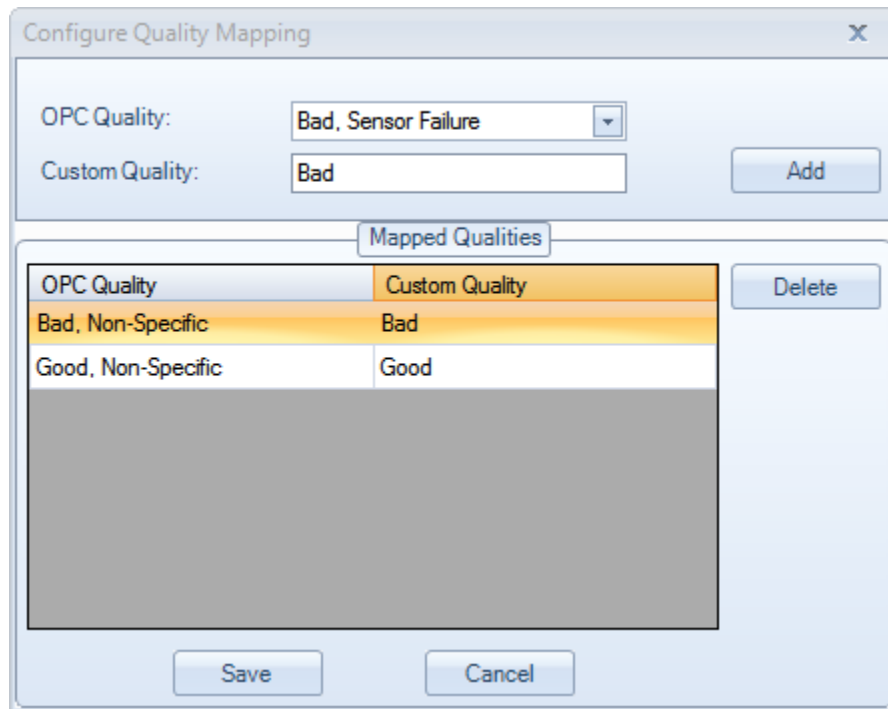 Configure Quality Mapping
OPC Quality: Bad, Sensor Failure
Custom Quality: Bad Add
Mapped Qualities
OPC Quality Custom Quality Delete
Bad, Non-Specific Bad
Good, Non-Specific Good
Save Cancel